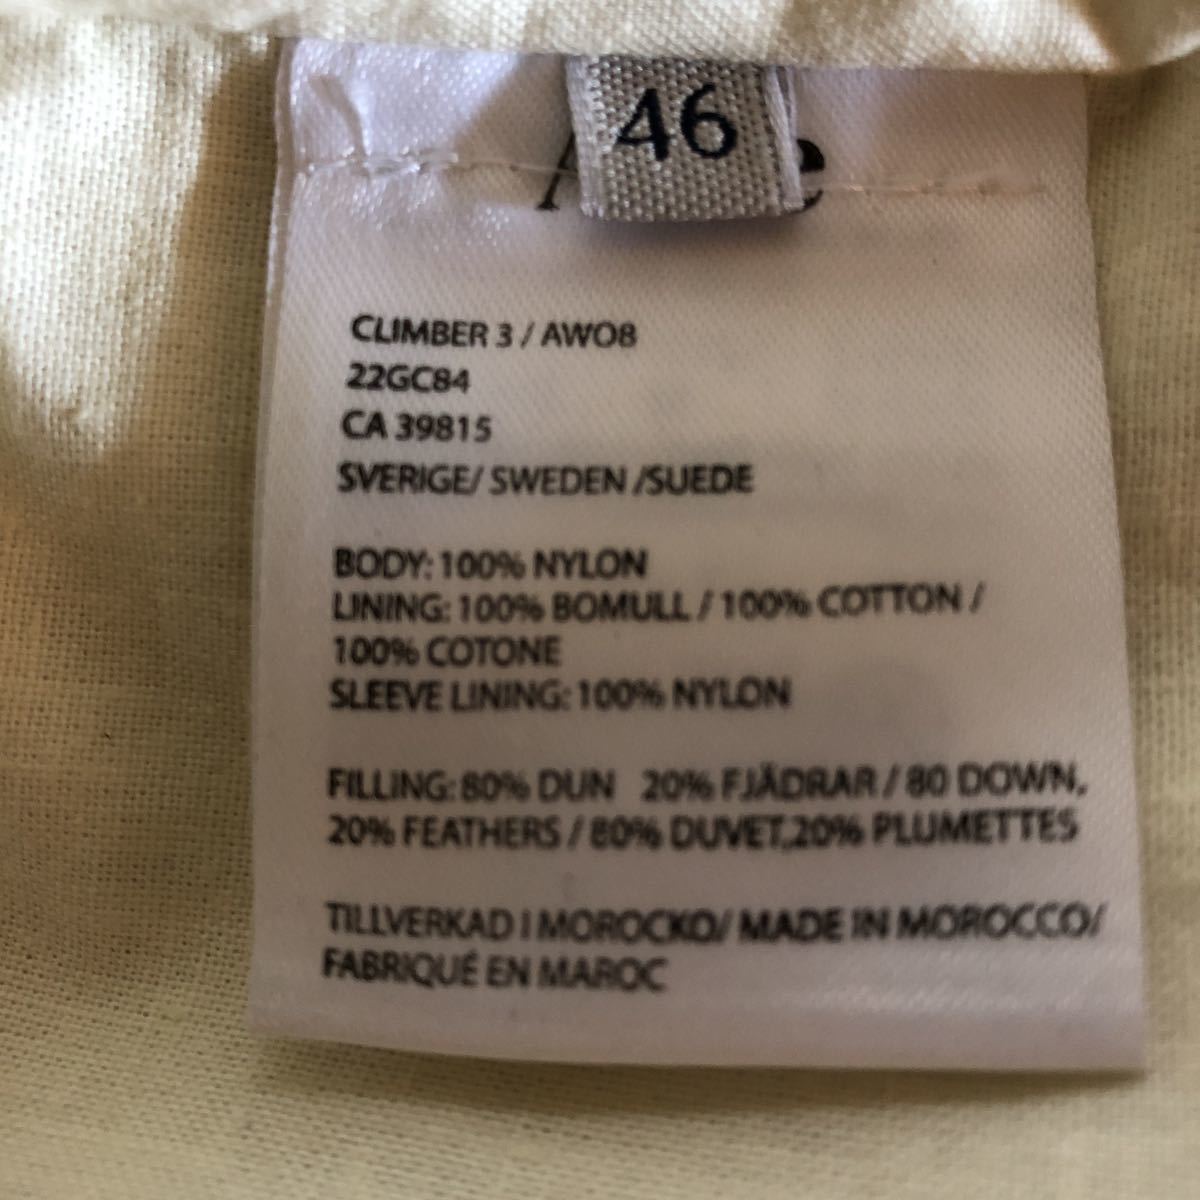 46
CLIMBER 3 / AWO8
22GC84
CA 39815
SVERIGE/ SWEDEN /SUEDE
BODY: 100% NYLON
LINING: 100% BOMULL / 100% COTTON /
100% COTONE
SLEEVE LINING: 100% NYLON
FILLING: 80% DUN 20% FJÄDRAR / 80 DOWN,
20% FEATHERS / 80% DUVET,20% PLUMETTES
TILLVERKAD I MOROCKO/ MADE IN MOROCCO/
FABRIQUÉ EN MAROC